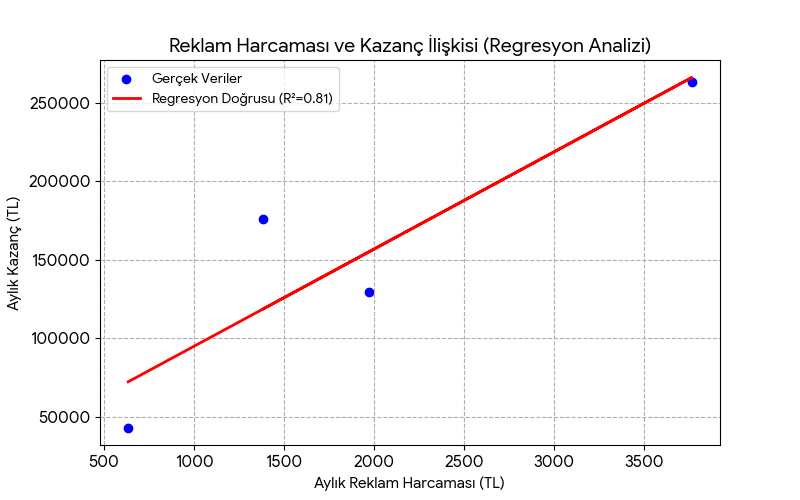 Reklam Harcaması ve Kazanç İlişkisi (Regresyon Analizi)
Gerçek Veriler
Regresyon Doğrusu (R²=0.81)
Aylık Kazanç (TL)
250000
200000
150000
100000
50000
500 1000 1500 2000 2500 3000 3500
Aylık Reklam Harcaması (TL)